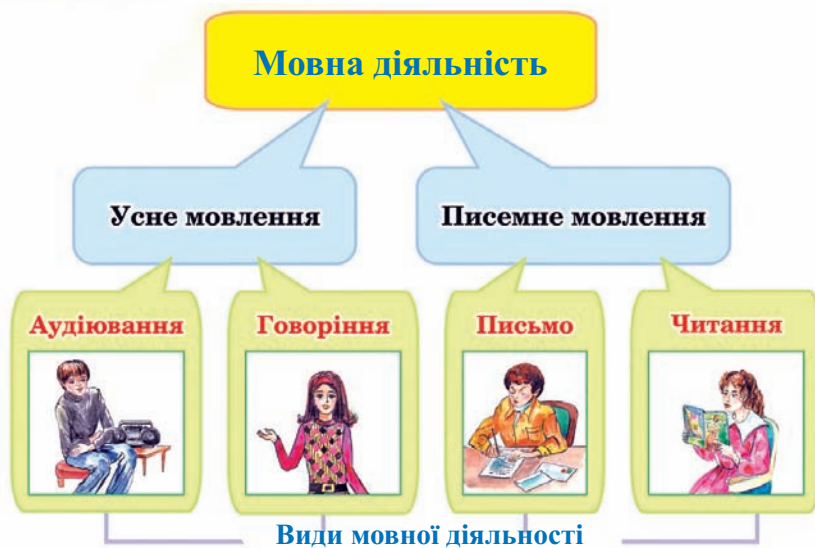 Мовна діяльність
Усне мовлення
Писемне мовлення
Аудіювання
Говоріння
Письмо
Читання
Види мовної діяльності